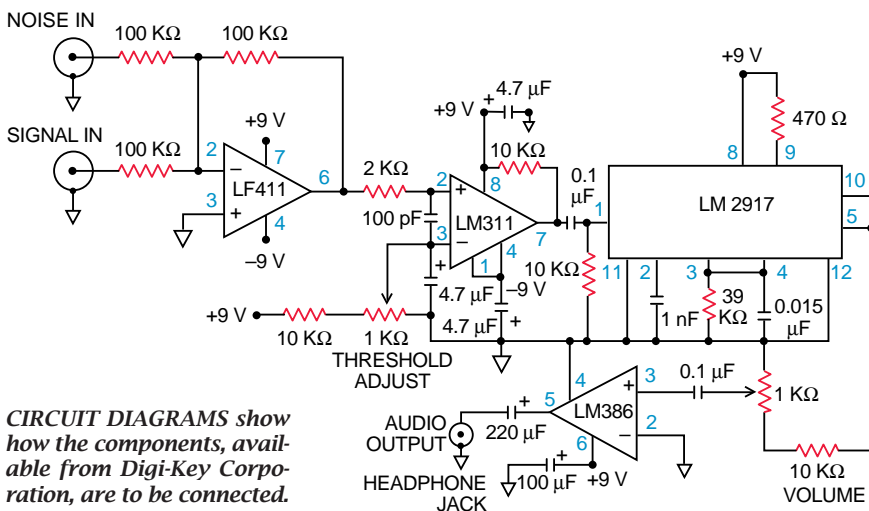 NOISE IN
100 KΩ
100 KΩ
SIGNAL IN
100 KΩ
+9 V
7
2
−
LF411
6
3
+
4
–9 V
2 KΩ
100 pF
+9 V
+
4.7 µF
8
10 KΩ
2
+
LM311
3
−
4
7
1
–9 V
+
4.7 µF
4.7 µF
+
+9 V
10 KΩ
1 KΩ
THRESHOLD
ADJUST
0.1
µF
1
10 KΩ
+9 V
470 Ω
8
9
LM 2917
10
5
11
2
3
4
12
1 nF
39
KΩ
0.015
µF
4
5
LM386
+
3
−
2
6
0.1 µF
1 KΩ
10 KΩ
VOLUME
AUDIO
OUTPUT
+
220 µF
HEADPHONE
JACK
+
100 µF
+9 V
CIRCUIT DIAGRAMS show
how the components, avail-
able from Digi-Key Corpo-
ration, are to be connected.